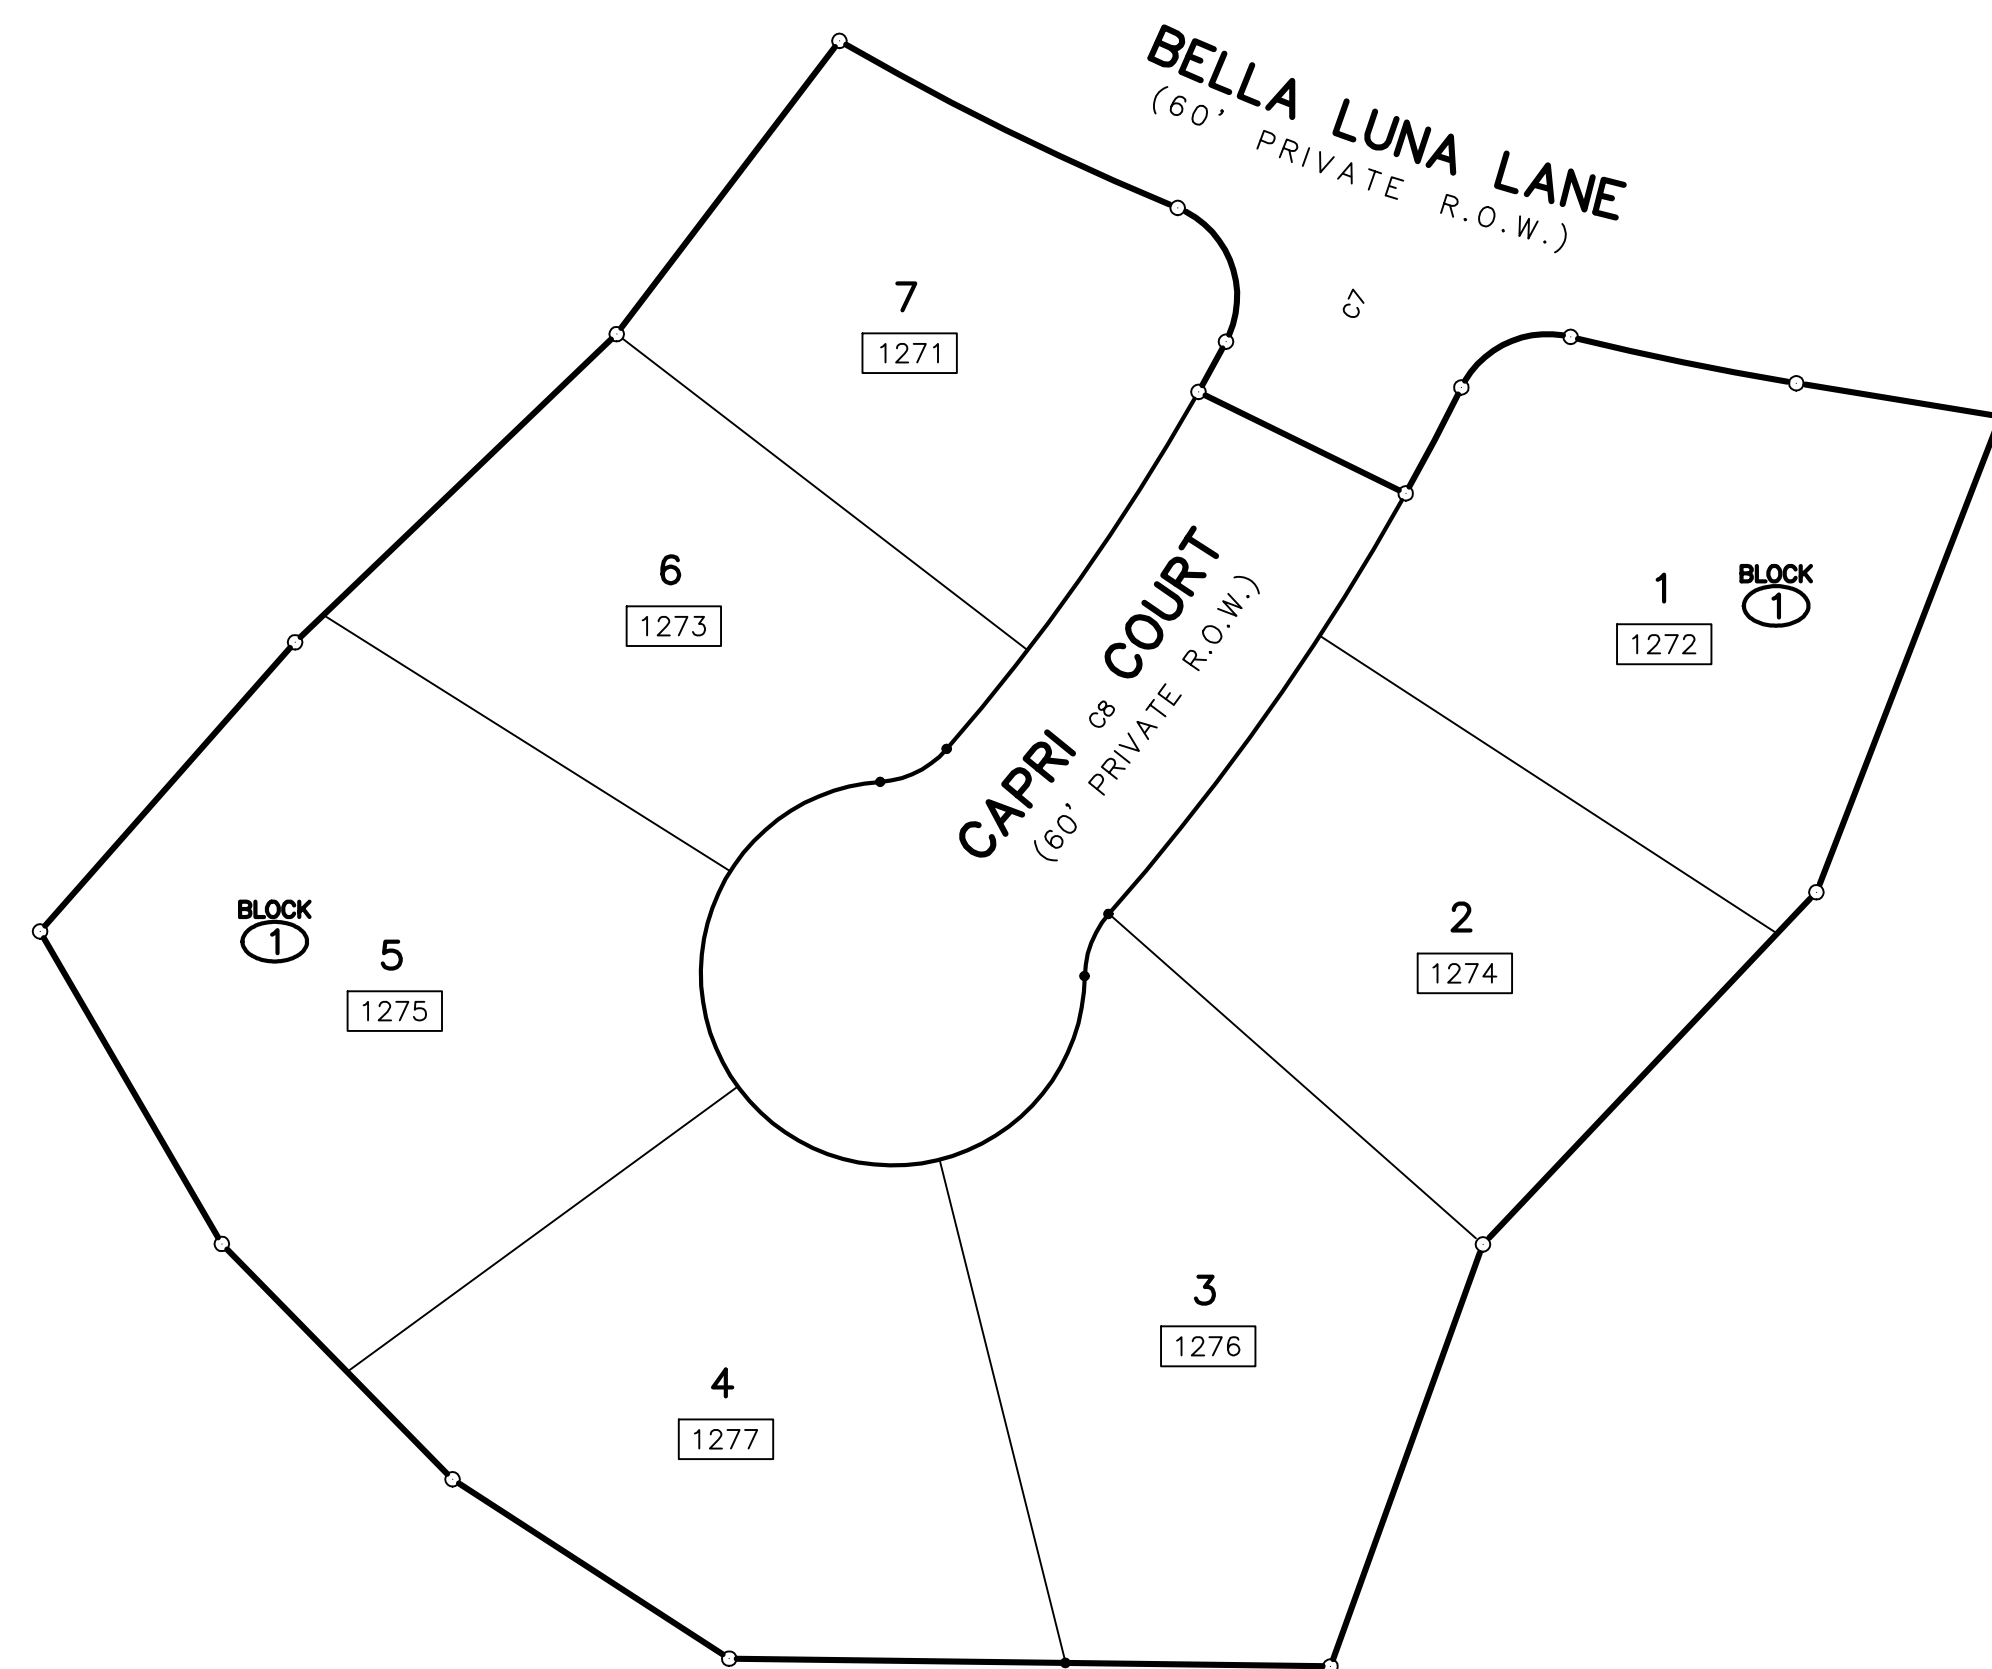 BELLA LUNA LANE
(60' PRIVATE R.O.W.)
C7
7
1271
6
1273
1
1272
BLOCK
1
CAPRI COURT
C8
(60' PRIVATE R.O.W.)
2
1274
BLOCK
1
5
1275
3
1276
4
1277